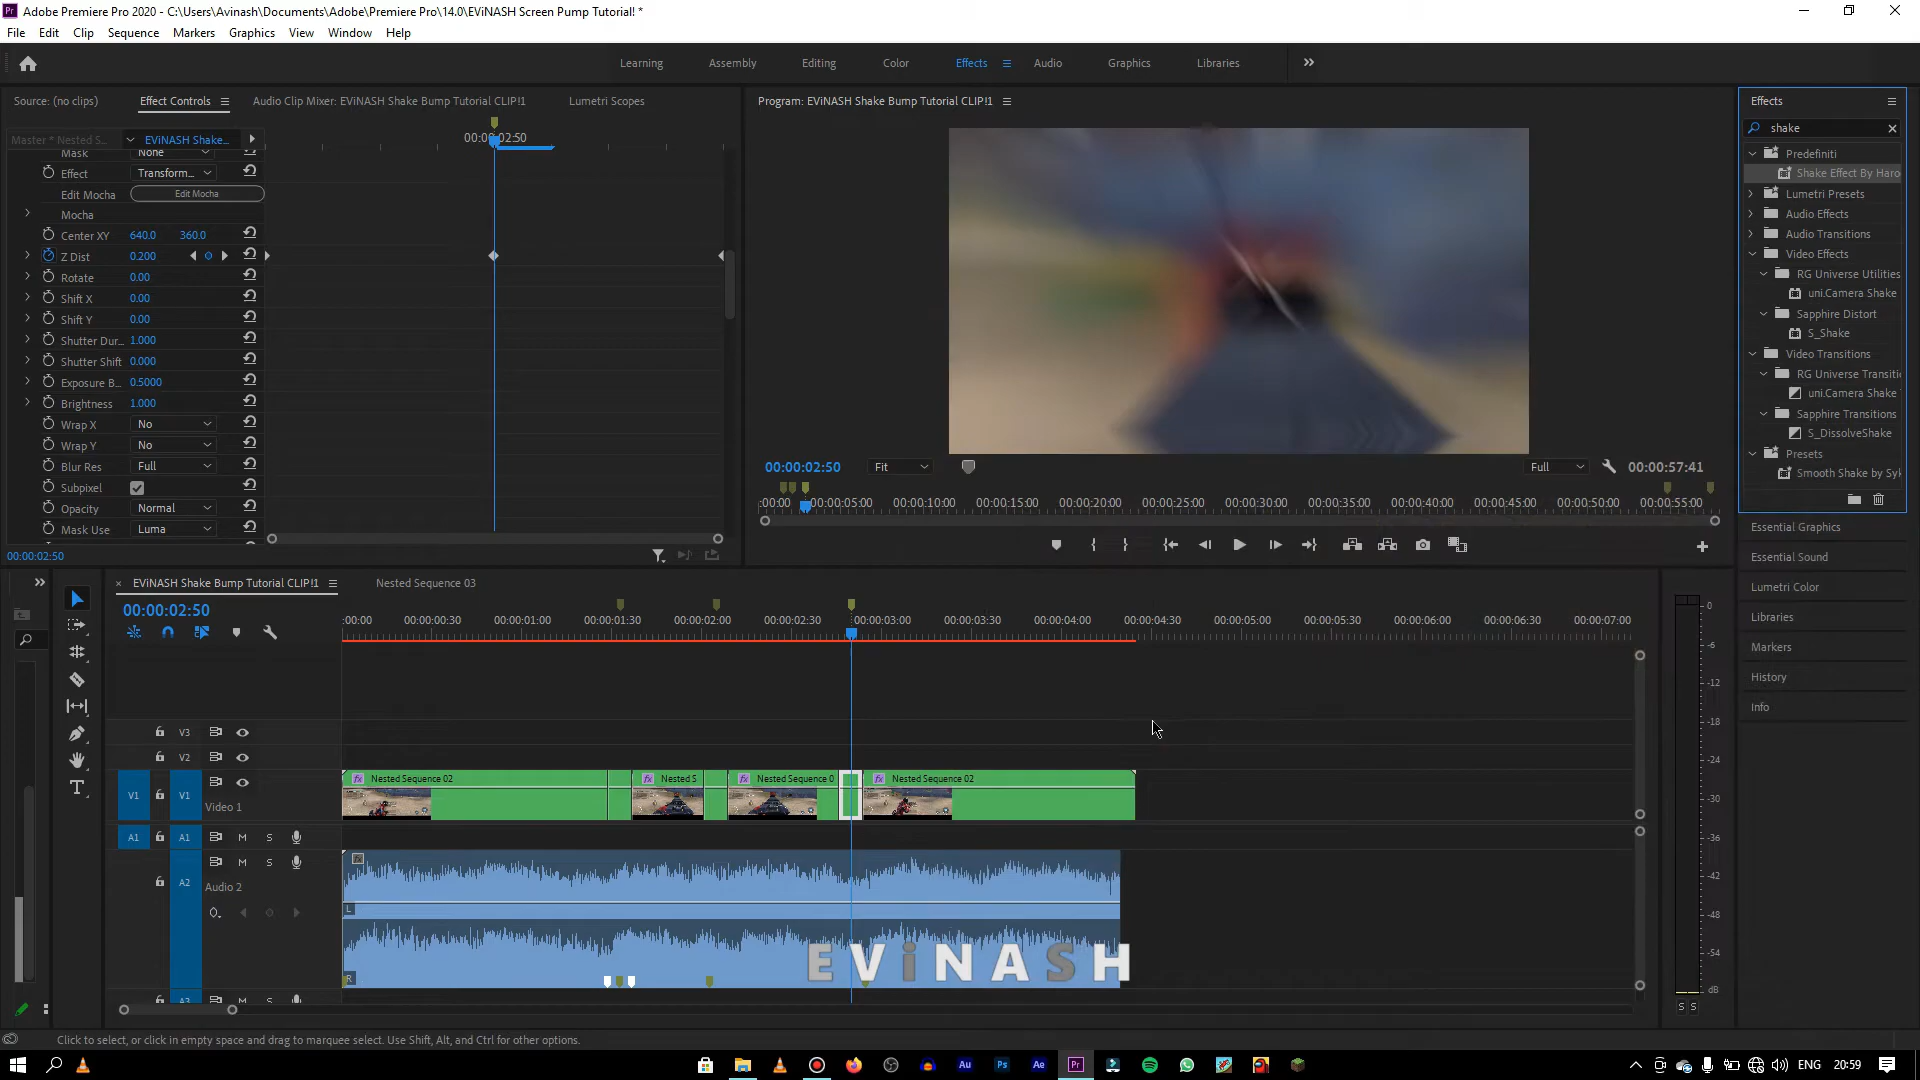 Adobe Premiere Pro 2020 - C:\Users\Avinash\Documents\Adobe\Premiere Pro\14.0\EViNASH Screen Pump Tutorial! *
File Edit Clip Sequence Markers Graphics View Window Help
Learning Assembly Editing Color Effects Audio Graphics Libraries
Source: (no clips) Effect Controls Audio Clip Mixer: EViNASH Shake Bump Tutorial CLIP!1 Lumetri Scopes
Master * Nested S... EViNASH Shake...
00:00:02:50
Mask None
Effect Transform...
Edit Mocha Edit Mocha
Mocha
Center XY 640.0 360.0
Z Dist 0.200
Rotate 0.00
Shift X 0.00
Shift Y 0.00
Shutter Dur... 1.000
Shutter Shift 0.000
Exposure B... 0.5000
Brightness 1.000
Wrap X No
Wrap Y No
Blur Res Full
Subpixel
Opacity Normal
Mask Use Luma
00:00:02:50
Program: EViNASH Shake Bump Tutorial CLIP!1
00:00:02:50 Fit Full 00:00:57:41
:00:00 00:00:05:00 00:00:10:00 00:00:15:00 00:00:20:00 00:00:25:00 00:00:30:00 00:00:35:00 00:00:40:00 00:00:45:00 00:00:50:00 00:00:55:00
Effects
shake
Predefiniti
Shake Effect By Haro
Lumetri Presets
Audio Effects
Audio Transitions
Video Effects
RG Universe Utilities
uni.Camera Shake
Sapphire Distort
S_Shake
Video Transitions
RG Universe Transiti
uni.Camera Shake
Sapphire Transitions
S_DissolveShake
Presets
Smooth Shake by Syk
Essential Graphics
Essential Sound
Lumetri Color
Libraries
Markers
History
Info
EViNASH Shake Bump Tutorial CLIP!1 Nested Sequence 03
00:00:02:50
:00:00 00:00:00:30 00:00:01:00 00:00:01:30 00:00:02:00 00:00:02:30 00:00:03:00 00:00:03:30 00:00:04:00 00:00:04:30 00:00:05:00 00:00:05:30 00:00:06:00 00:00:06:30 00:00:07:00
V3
V2
V1 V1 Video 1
Nested Sequence 02 Nested S Nested Sequence 0 Nested Sequence 02
A1 A1 M S
A2 M S
Audio 2
A3 M S
L
R
EViNASH
0
-6
-12
-18
-24
-30
-36
-42
-48
-54
dB
S S
Click to select, or click in empty space and drag to marquee select. Use Shift, Alt, and Ctrl for other options.
Au Ps Ae Pr ENG 20:59